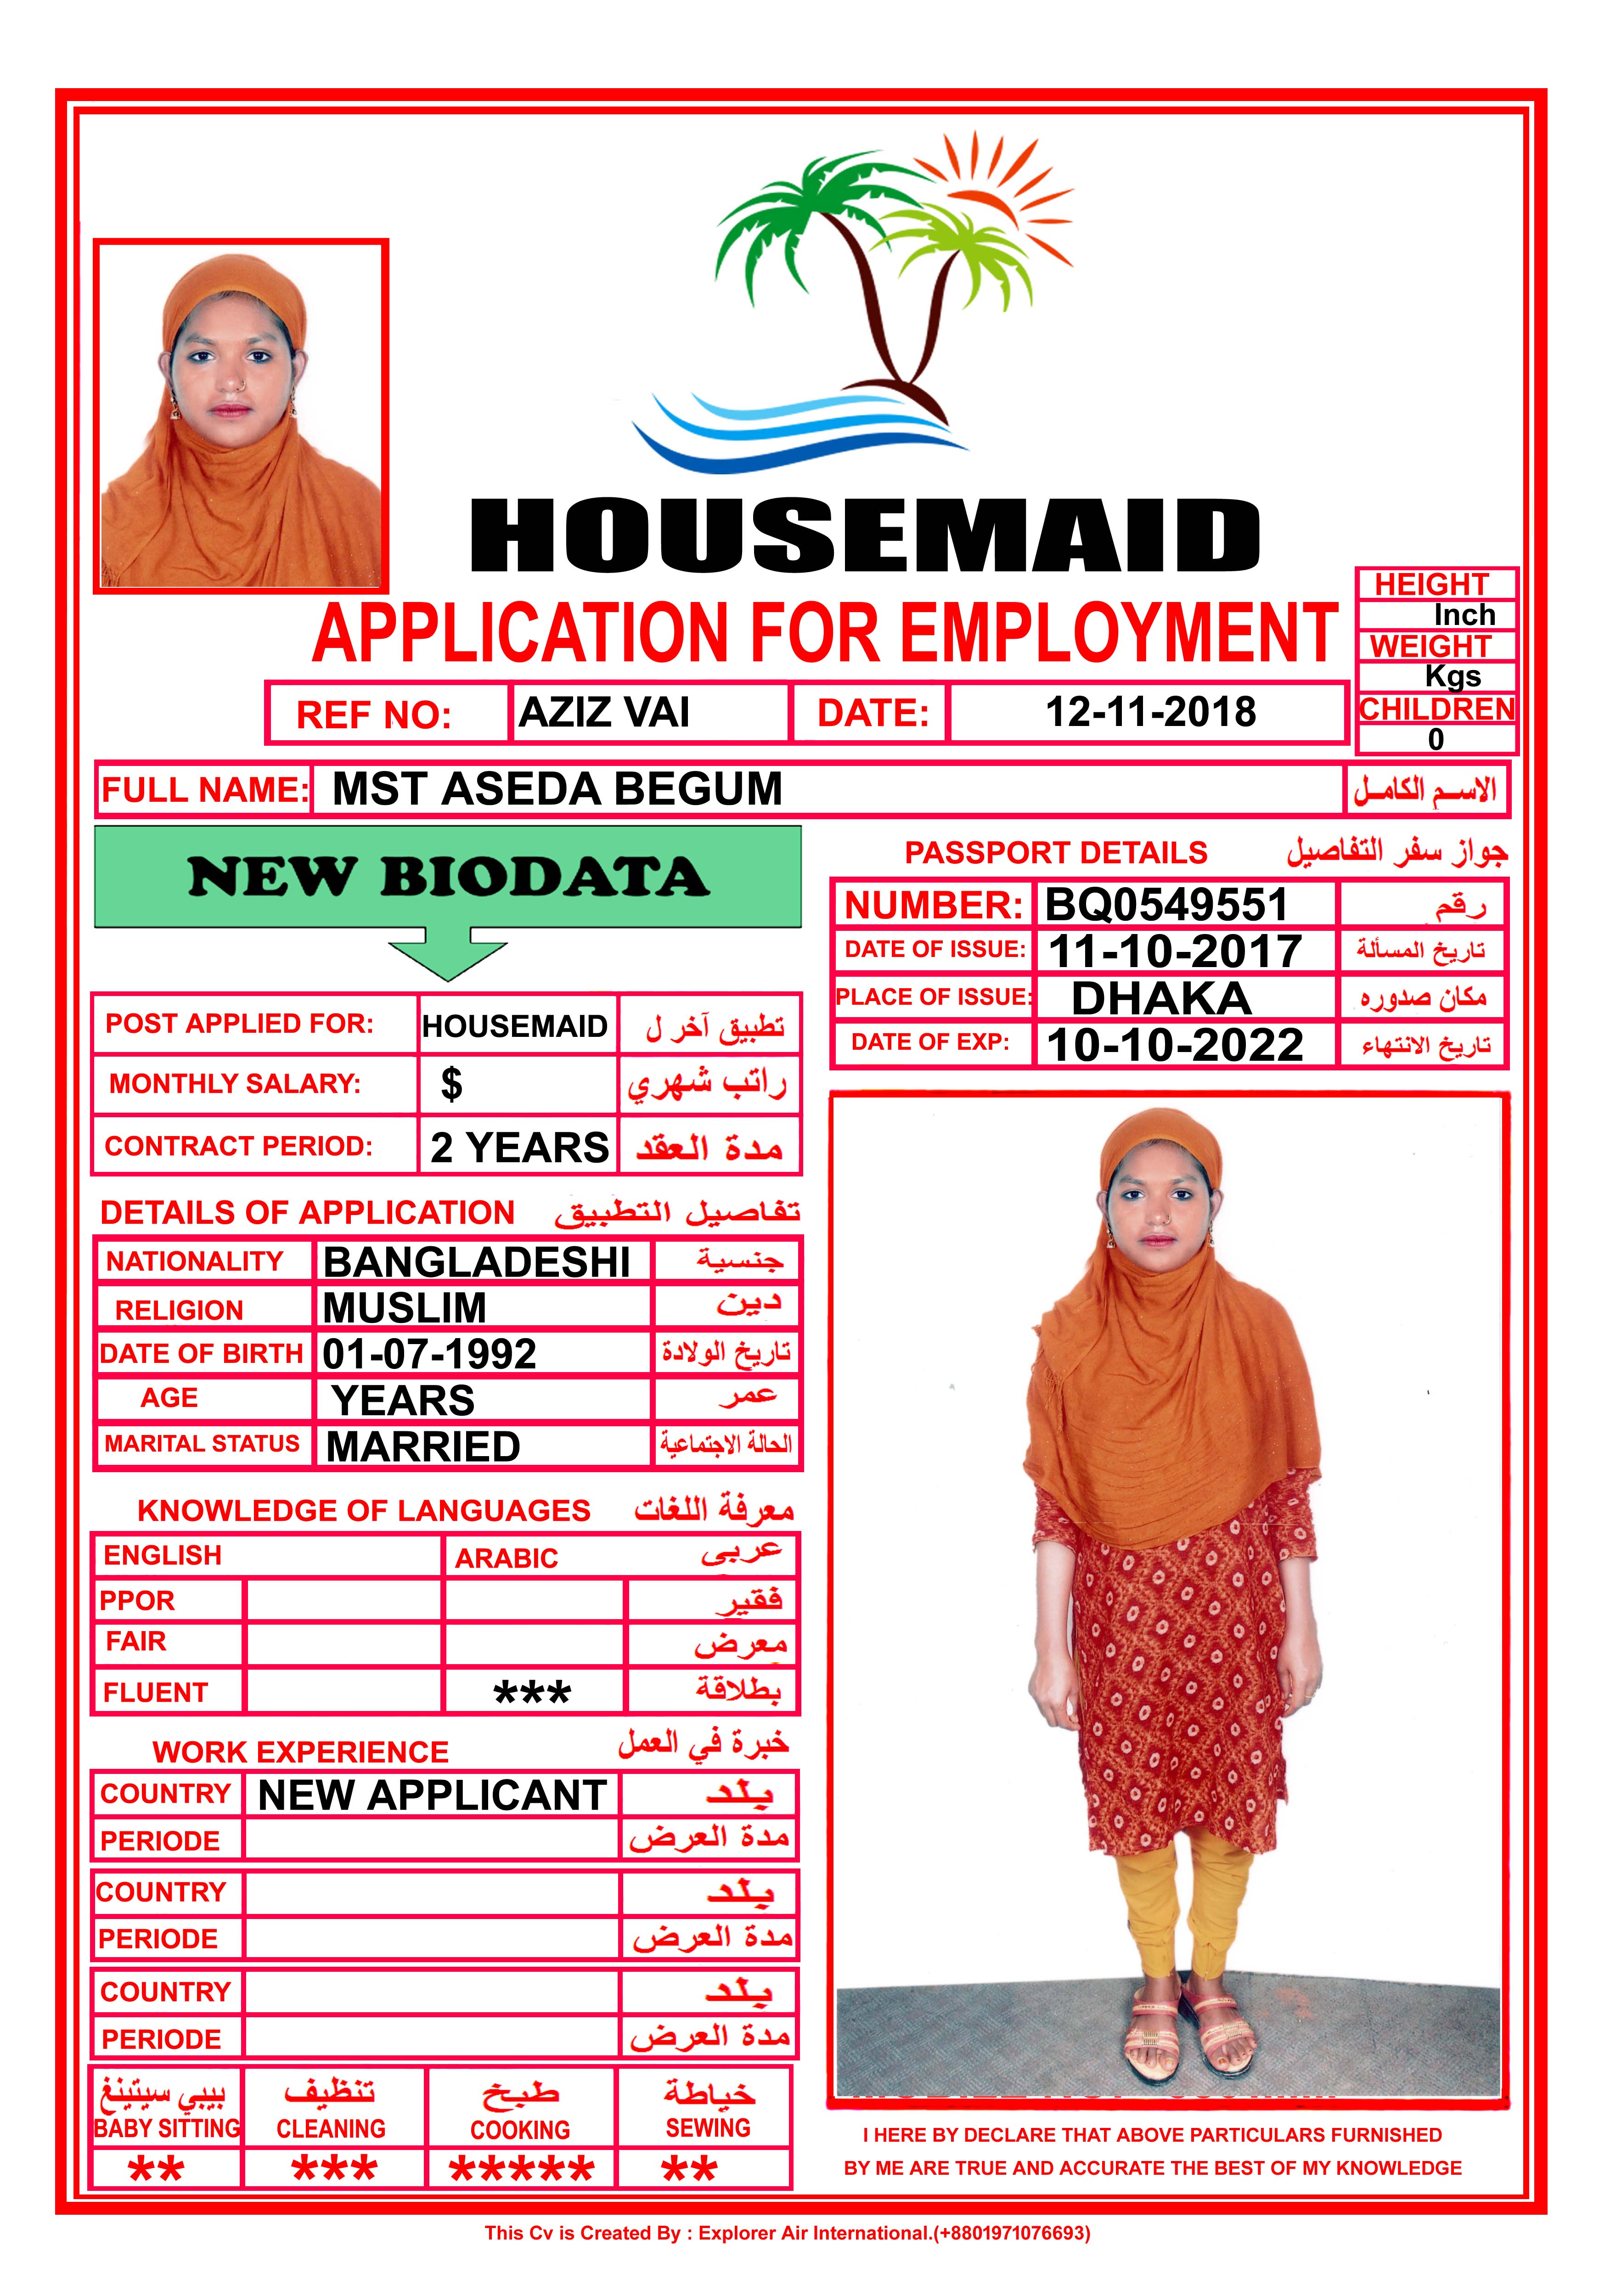 HOUSEMAID
APPLICATION FOR EMPLOYMENT
HEIGHT
Inch
WEIGHT
Kgs
CHILDREN
0
REF NO: AZIZ VAI DATE: 12-11-2018
FULL NAME: MST ASEDA BEGUM الاسم الكامل
NEW BIODATA
POST APPLIED FOR: HOUSEMAID تطبيق آخر ل
MONTHLY SALARY: $ راتب شهري
CONTRACT PERIOD: 2 YEARS مدة العقد
PASSPORT DETAILS جواز سفر التفاصيل
NUMBER: BQ0549551 رقم
DATE OF ISSUE: 11-10-2017 تاريخ المسألة
PLACE OF ISSUE: DHAKA مكان صدوره
DATE OF EXP: 10-10-2022 تاريخ الانتهاء
DETAILS OF APPLICATION تفاصيل التطبيق
NATIONALITY BANGLADESHI جنسية
RELIGION MUSLIM دين
DATE OF BIRTH 01-07-1992 تاريخ الولادة
AGE YEARS عمر
MARITAL STATUS MARRIED الحالة الاجتماعية
KNOWLEDGE OF LANGUAGES معرفة اللغات
ENGLISH ARABIC عربى
PPOR فقير
FAIR معرض
FLUENT *** بطلاقة
WORK EXPERIENCE خبرة في العمل
COUNTRY NEW APPLICANT بلد
PERIODE مدة العرض
COUNTRY بلد
PERIODE مدة العرض
COUNTRY بلد
PERIODE مدة العرض
بيبي سيتينغ تنظيف طبخ خياطة
BABY SITTING CLEANING COOKING SEWING
** *** ***** **
I HERE BY DECLARE THAT ABOVE PARTICULARS FURNISHED
BY ME ARE TRUE AND ACCURATE THE BEST OF MY KNOWLEDGE
This Cv is Created By : Explorer Air International.(+8801971076693)